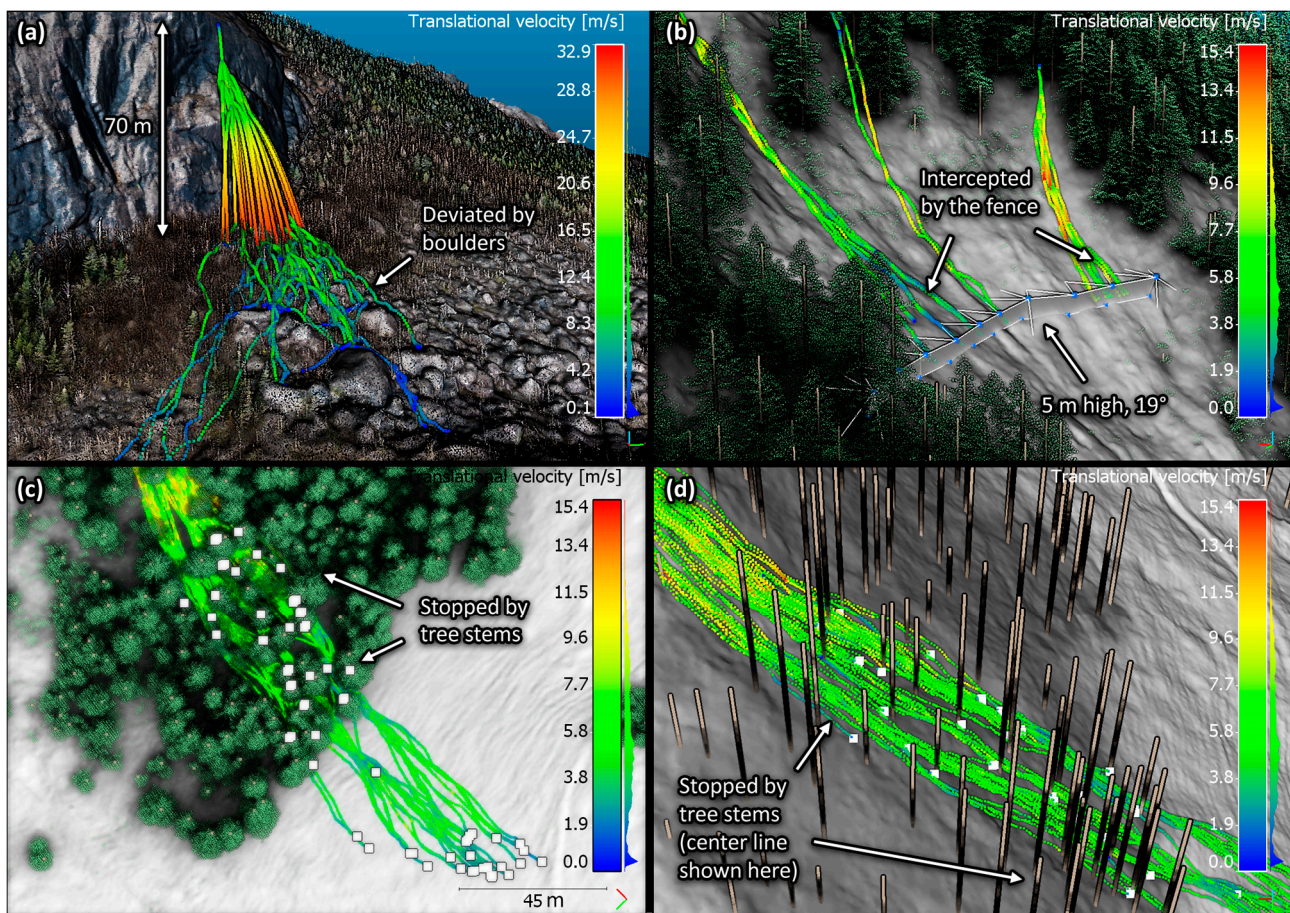 (a)
Translational velocity [m/s]
32.9
28.8
24.7
20.6
16.5
12.4
8.3
4.2
0.1
70 m
Deviated by
boulders
(b)
Translational velocity [m/s]
15.4
13.4
11.5
9.6
7.7
5.8
3.8
1.9
0.0
Intercepted
by the fence
5 m high, 19°
(c)
Translational velocity [m/s]
15.4
13.4
11.5
9.6
7.7
5.8
3.8
1.9
0.0
Stopped by
tree stems
45 m
(d)
Translational velocity [m/s]
15.4
13.4
11.5
9.6
7.7
5.8
3.8
1.9
0.0
Stopped by
tree stems
(center line
shown here)